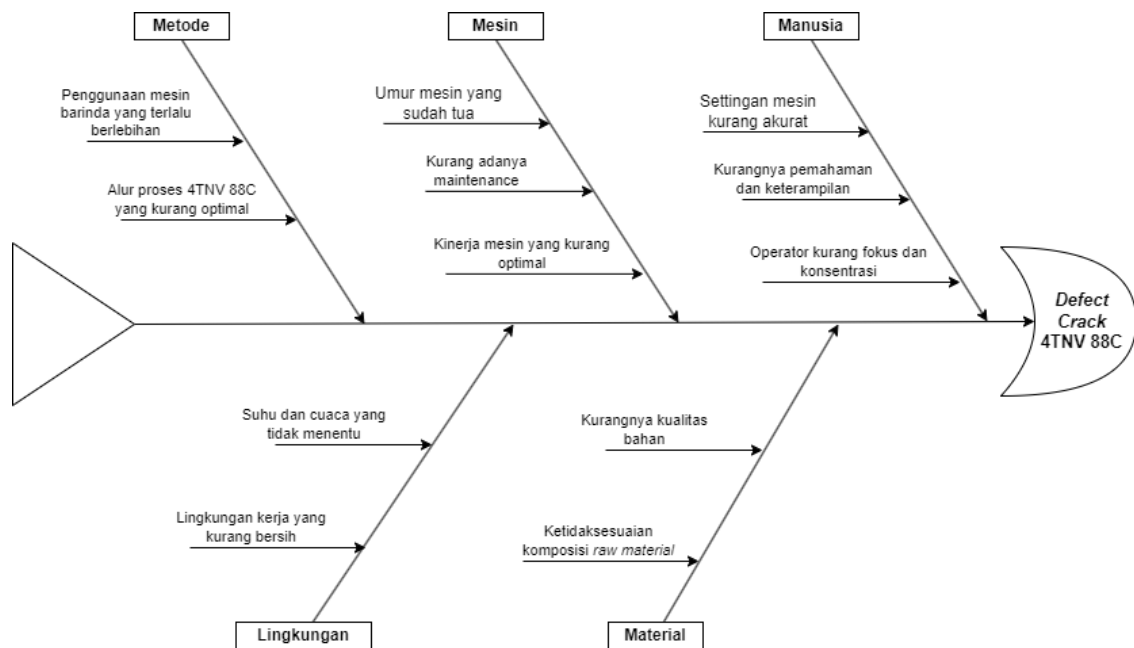 Metode
Mesin
Manusia
Penggunaan mesin
barinda yang terlalu
berlebihan
Alur proses 4TNV 88C
yang kurang optimal
Umur mesin yang
sudah tua
Kurang adanya
maintenance
Kinerja mesin yang kurang
optimal
Settingan mesin
kurang akurat
Kurangnya pemahaman
dan keterampilan
Operator kurang fokus dan
konsentrasi
Defect
Crack
4TNV 88C
Suhu dan cuaca yang
tidak menentu
Lingkungan kerja yang
kurang bersih
Kurangnya kualitas
bahan
Ketidaksesuaian
komposisi raw material
Lingkungan
Material